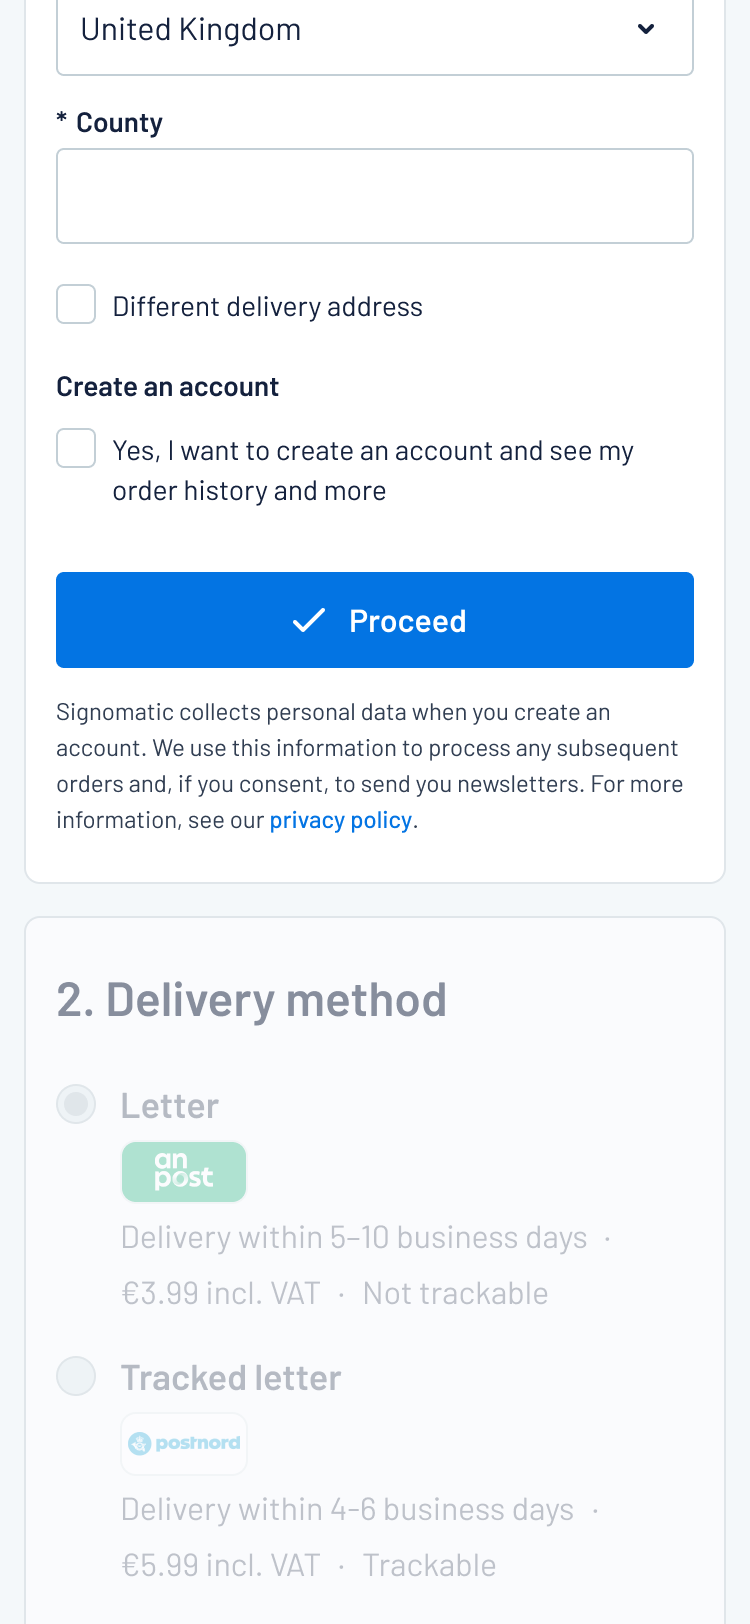 United Kingdom
* County
Different delivery address
Create an account
Yes, I want to create an account and see my
order history and more
Proceed
Signomatic collects personal data when you create an
account. We use this information to process any subsequent
orders and, if you consent, to send you newsletters. For more
information, see our privacy policy.
2. Delivery method
Letter
an
post
Delivery within 5–10 business days ·
€3.99 incl. VAT · Not trackable
Tracked letter
postnord
Delivery within 4-6 business days ·
€5.99 incl. VAT · Trackable